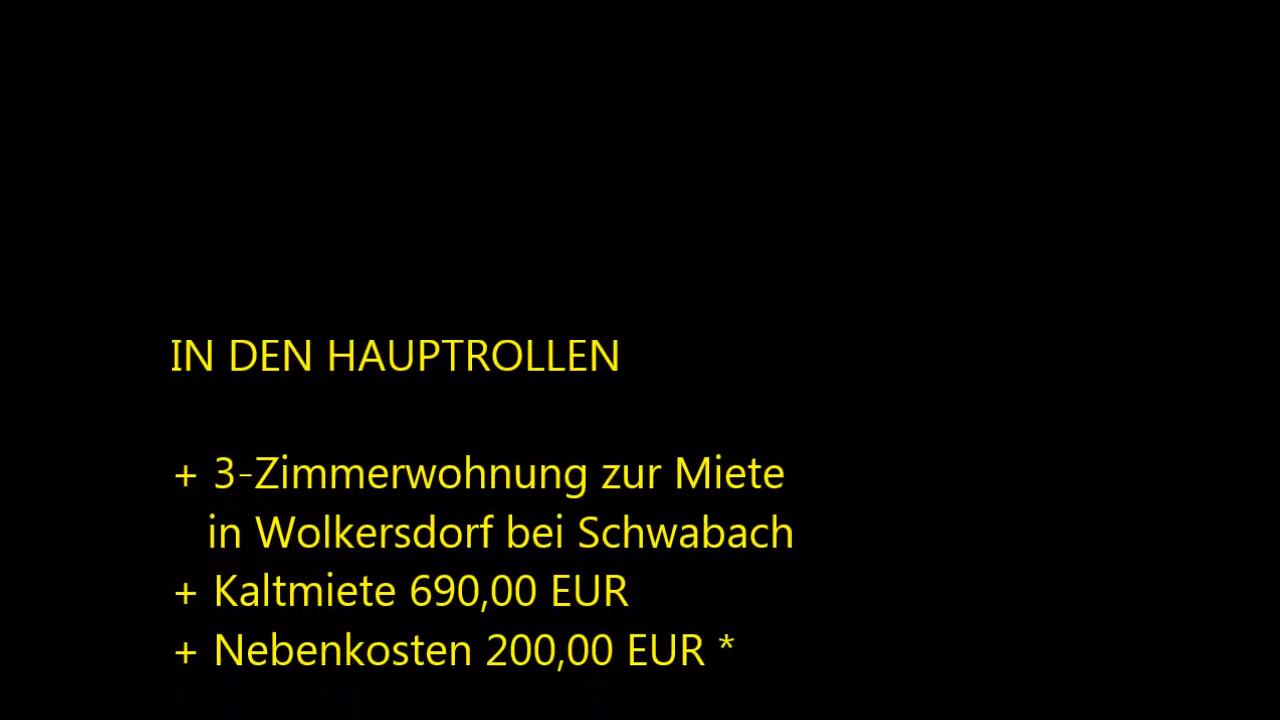 IN DEN HAUPTROLLEN
+ 3-Zimmerwohnung zur Miete
in Wolkersdorf bei Schwabach
+ Kaltmiete 690,00 EUR
+ Nebenkosten 200,00 EUR *